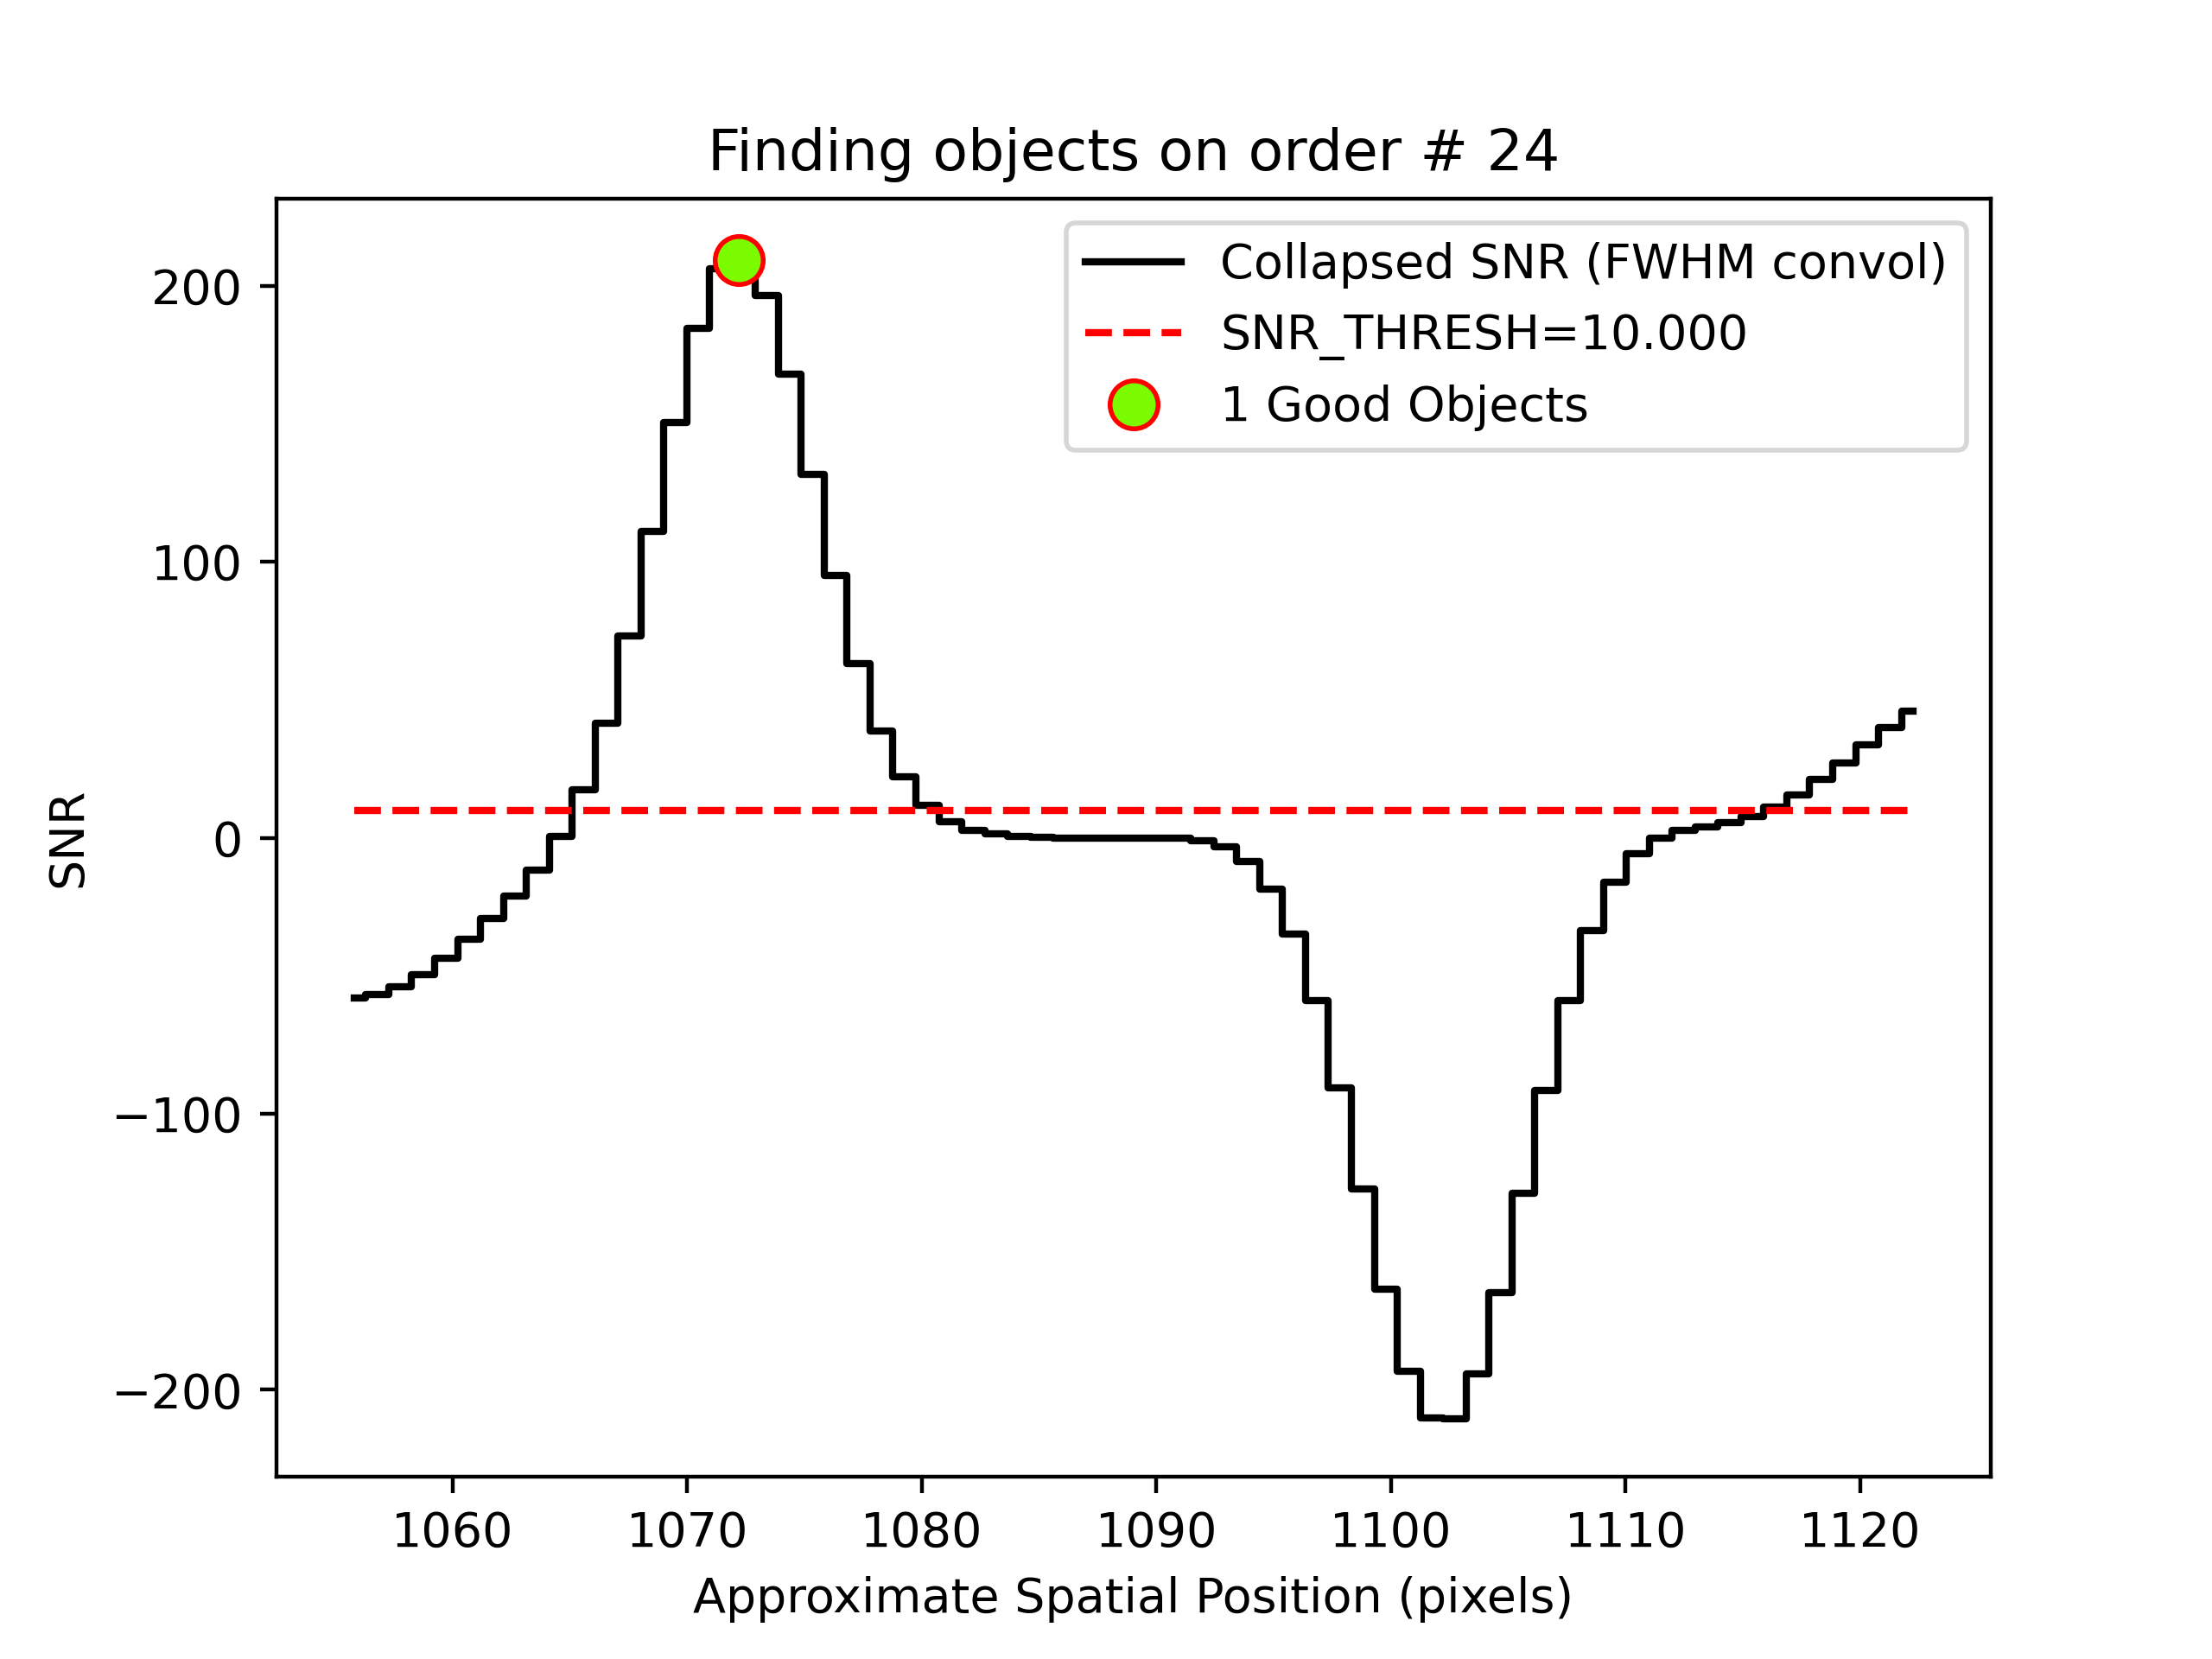 Finding objects on order # 24
Collapsed SNR (FWHM convol)
SNR_THRESH=10.000
1 Good Objects
200
100
0
−100
−200
SNR
1060 1070 1080 1090 1100 1110 1120
Approximate Spatial Position (pixels)